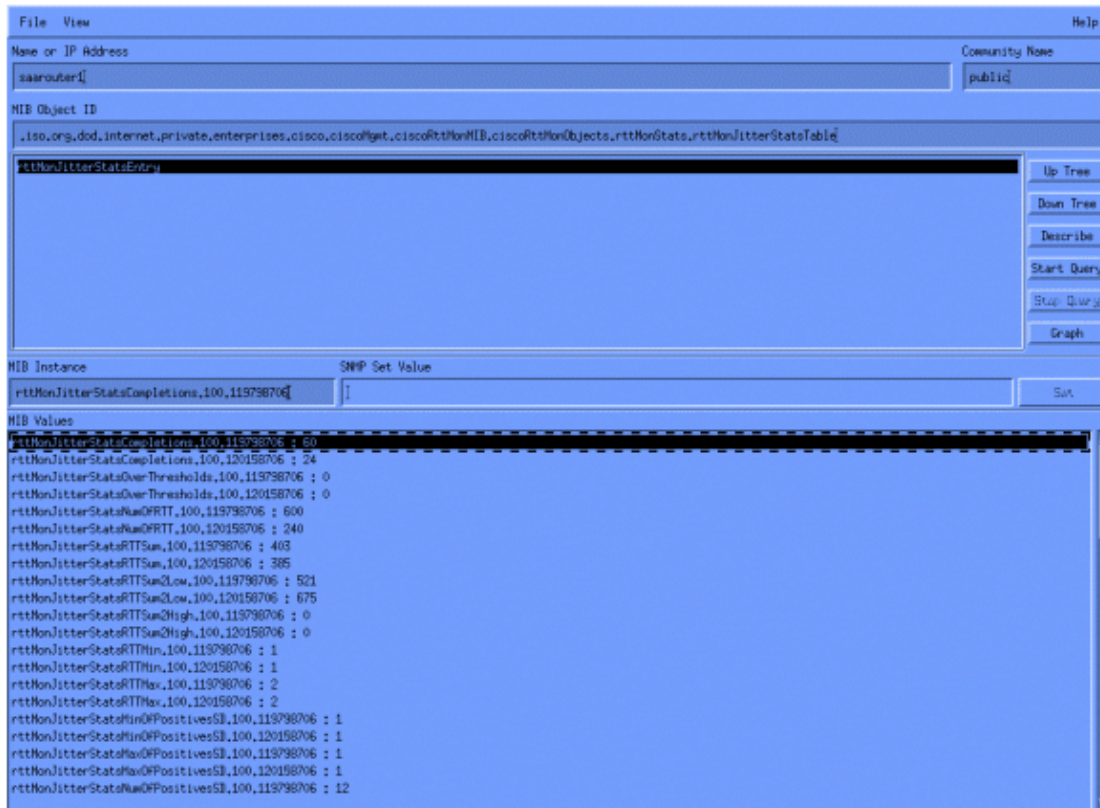 File View Help
Name or IP Address Community Name
saarouter1 public
MIB Object ID
.iso.org.dod.internet.private.enterprises.cisco.ciscoMgmt.ciscoRttMonMIB.ciscoRttMonObjects.rttMonStats.rttMonJitterStatsTable
rttMonJitterStatsEntry
Up Tree
Down Tree
Describe
Start Query
Stop Query
Graph
MIB Instance SNMP Set Value
rttMonJitterStatsCompletions.100.119798706 Set
MIB Values
rttMonJitterStatsCompletions.100.119798706 : 60
rttMonJitterStatsCompletions.100.120158706 : 24
rttMonJitterStatsOverThresholds.100.119798706 : 0
rttMonJitterStatsOverThresholds.100.120158706 : 0
rttMonJitterStatsNumOfRTT.100.119798706 : 600
rttMonJitterStatsNumOfRTT.100.120158706 : 240
rttMonJitterStatsRTTSum.100.119798706 : 403
rttMonJitterStatsRTTSum.100.120158706 : 385
rttMonJitterStatsRTTSum2Low.100.119798706 : 521
rttMonJitterStatsRTTSum2Low.100.120158706 : 675
rttMonJitterStatsRTTSum2High.100.119798706 : 0
rttMonJitterStatsRTTSum2High.100.120158706 : 0
rttMonJitterStatsRTTMin.100.119798706 : 1
rttMonJitterStatsRTTMin.100.120158706 : 1
rttMonJitterStatsRTTMax.100.119798706 : 2
rttMonJitterStatsRTTMax.100.120158706 : 2
rttMonJitterStatsMinOfPositivesSD.100.119798706 : 1
rttMonJitterStatsMinOfPositivesSD.100.120158706 : 1
rttMonJitterStatsMaxOfPositivesSD.100.119798706 : 1
rttMonJitterStatsMaxOfPositivesSD.100.120158706 : 1
rttMonJitterStatsNumOfPositivesSD.100.119798706 : 12